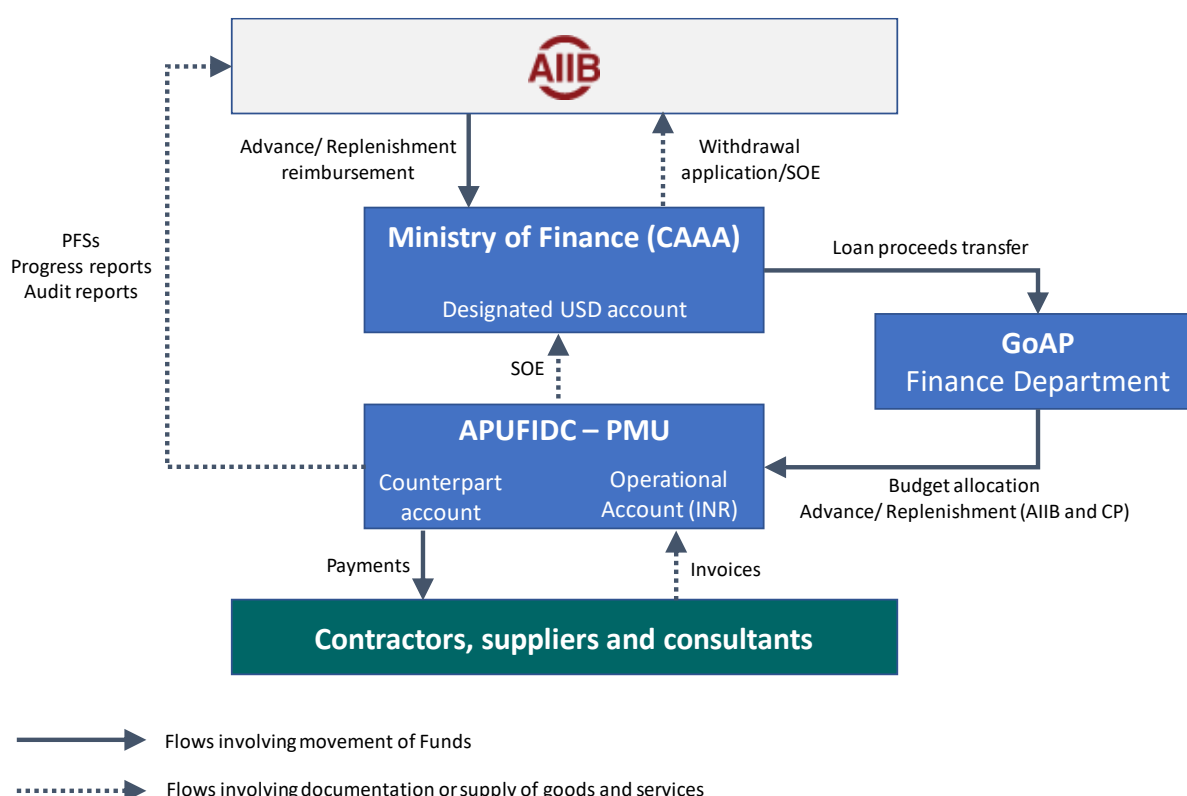 AIIB
Advance/ Replenishment
reimbursement
Withdrawal
application/SOE
PFSs
Progress reports
Audit reports
Ministry of Finance (CAAA)
Designated USD account
Loan proceeds transfer
GoAP
Finance Department
SOE
APUFIDC – PMU
Counterpart
account
Operational
Account (INR)
Budget allocation
Advance/ Replenishment (AIIB and CP)
Payments
Invoices
Contractors, suppliers and consultants
Flows involving movement of Funds
Flows involving documentation or supply of goods and services